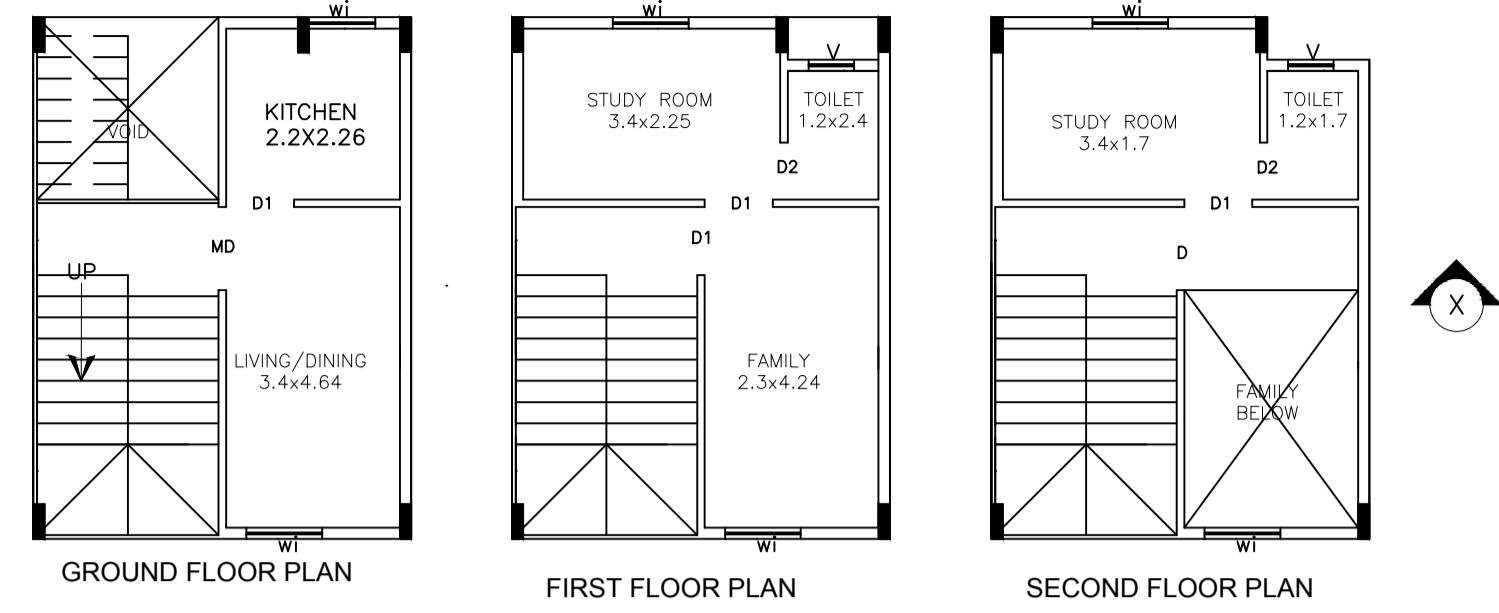 wi
KITCHEN
2.2X2.26
VOID
D1
MD
UP
LIVING/DINING
3.4x4.64
wi
GROUND FLOOR PLAN
wi
V
STUDY ROOM
3.4x2.25
TOILET
1.2x2.4
D2
D1
D1
FAMILY
2.3x4.24
wi
FIRST FLOOR PLAN
wi
V
STUDY ROOM
3.4x1.7
TOILET
1.2x1.7
D2
D1
D
FAMILY
BELOW
wi
SECOND FLOOR PLAN
X